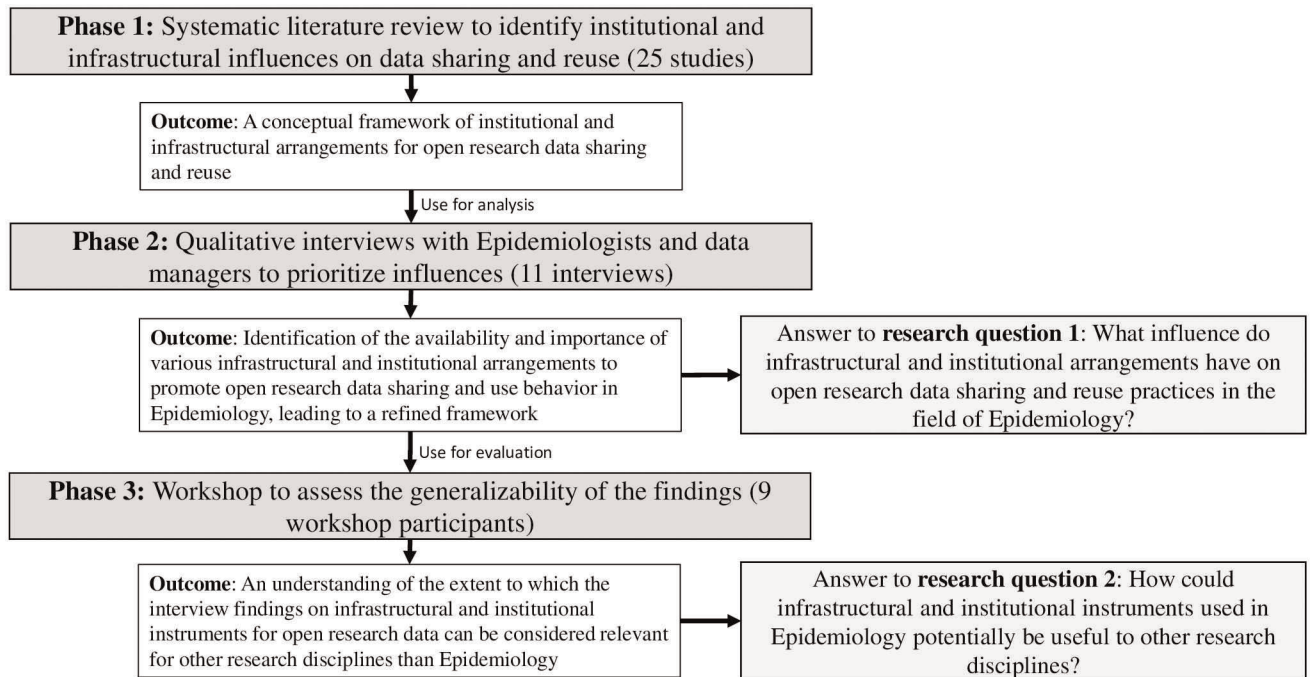 Phase 1: Systematic literature review to identify institutional and
infrastructural influences on data sharing and reuse (25 studies)
Outcome: A conceptual framework of institutional and
infrastructural arrangements for open research data sharing
and reuse
Use for analysis
Phase 2: Qualitative interviews with Epidemiologists and data
managers to prioritize influences (11 interviews)
Outcome: Identification of the availability and importance of
various infrastructural and institutional arrangements to
promote open research data sharing and use behavior in
Epidemiology, leading to a refined framework
Answer to research question 1: What influence do
infrastructural and institutional arrangements have on
open research data sharing and reuse practices in the
field of Epidemiology?
Use for evaluation
Phase 3: Workshop to assess the generalizability of the findings (9
workshop participants)
Outcome: An understanding of the extent to which the
interview findings on infrastructural and institutional
instruments for open research data can be considered relevant
for other research disciplines than Epidemiology
Answer to research question 2: How could
infrastructural and institutional instruments used in
Epidemiology potentially be useful to other research
disciplines?